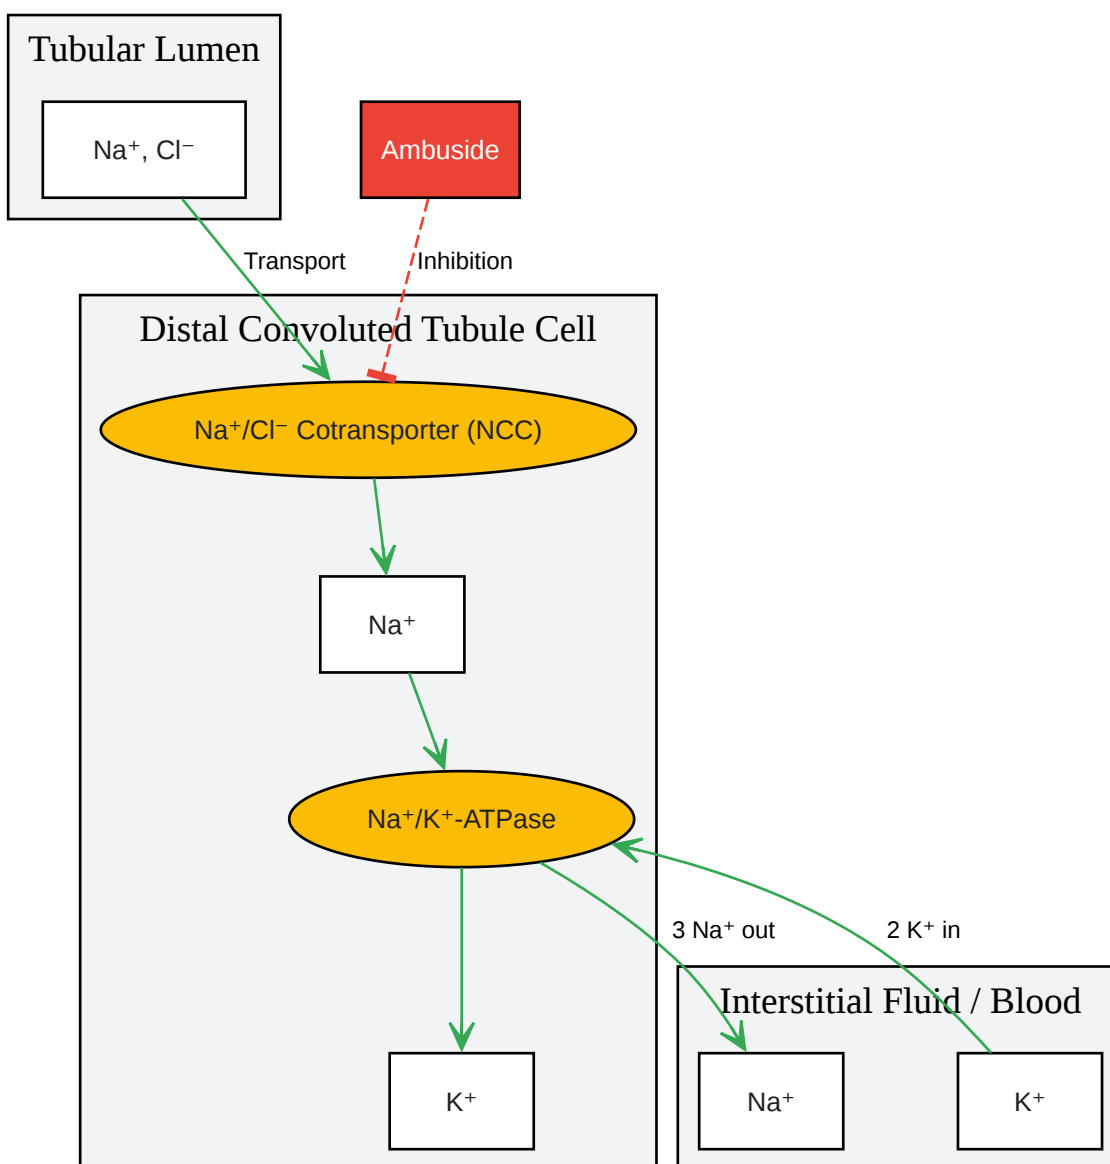 Tubular Lumen
Na⁺, Cl⁻
Ambuside
Transport
Inhibition
Distal Convoluted Tubule Cell
Na⁺/Cl⁻ Cotransporter (NCC)
Na⁺
Na⁺/K⁺-ATPase
3 Na⁺ out
2 K⁺ in
Interstitial Fluid / Blood
K⁺
Na⁺
K⁺